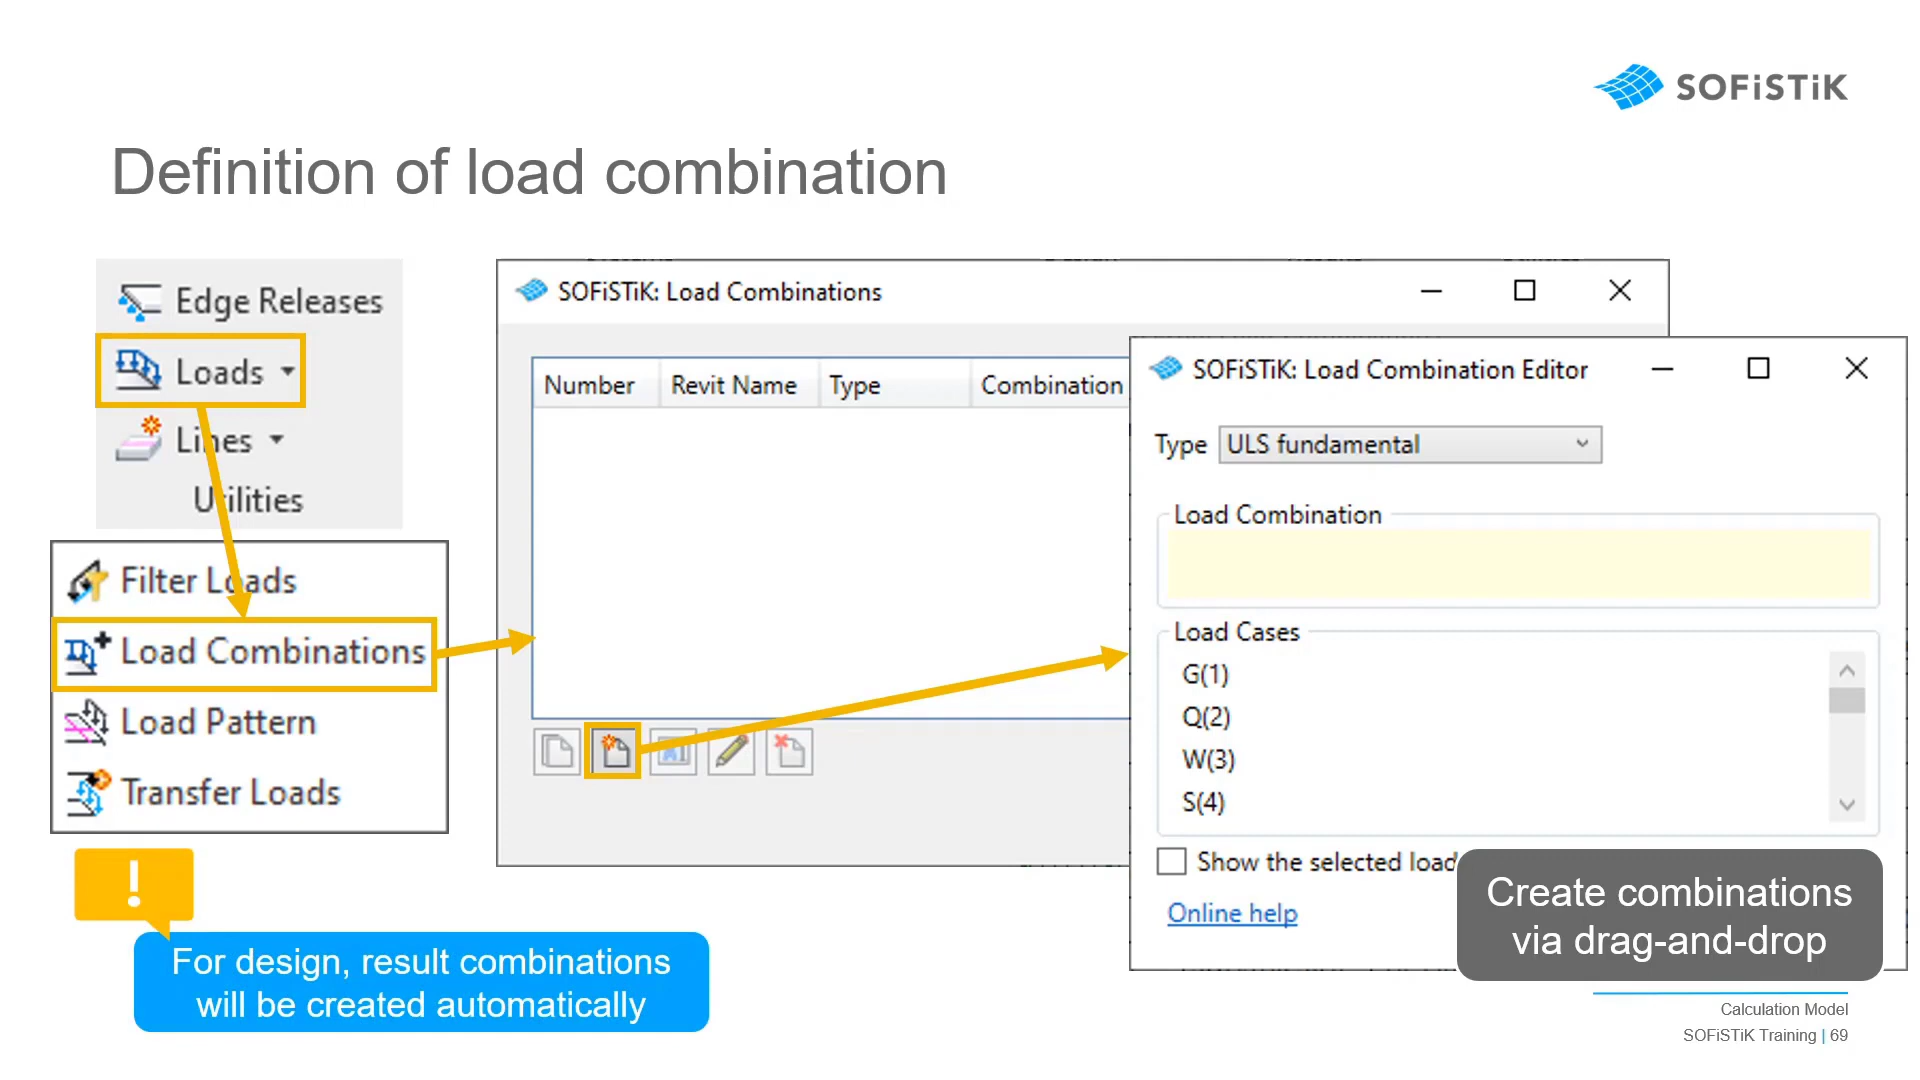 SOFiSTiK
Definition of load combination
Edge Releases
Loads
Lines
Utilities
Filter Loads
Load Combinations
Load Pattern
Transfer Loads
SOFiSTiK: Load Combinations
Number Revit Name Type Combination
SOFiSTiK: Load Combination Editor
Type ULS fundamental
Load Combination
Load Cases
G(1)
Q(2)
W(3)
S(4)
Show the selected load
Online help
Create combinations
via drag-and-drop
!
For design, result combinations
will be created automatically
Calculation Model
SOFiSTiK Training | 69